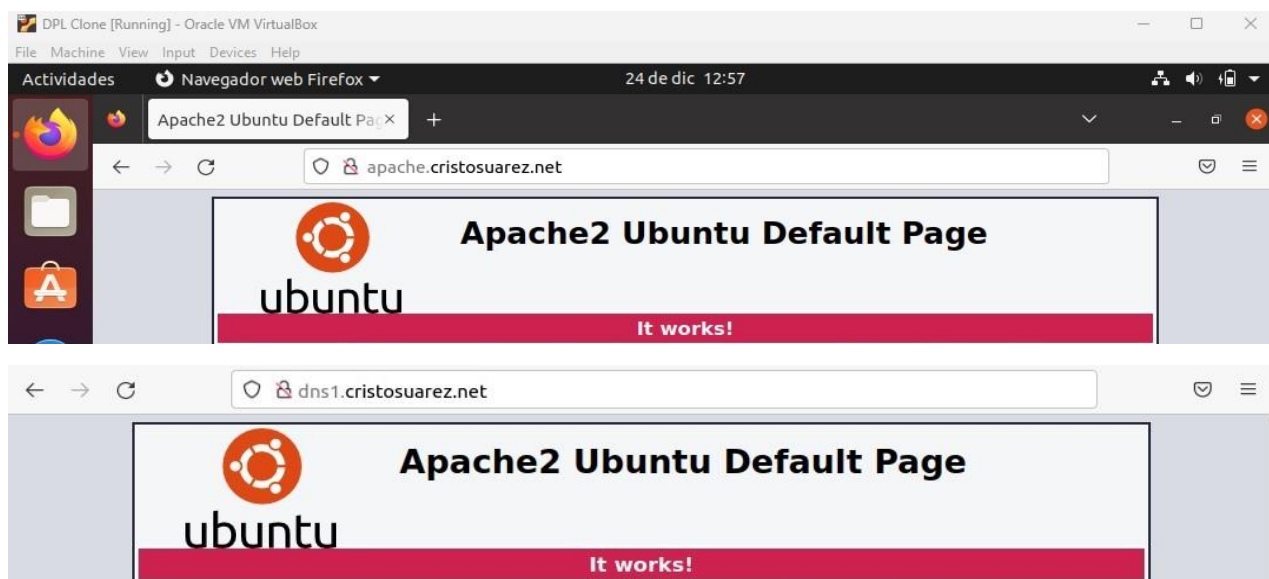 DPL Clone [Running] - Oracle VM VirtualBox
File Machine View Input Devices Help
Actividades Navegador web Firefox 24 de dic 12:57
Apache2 Ubuntu Default Pag
apache.cristosuarez.net
Apache2 Ubuntu Default Page
ubuntu
It works!
dns1.cristosuarez.net
Apache2 Ubuntu Default Page
ubuntu
It works!